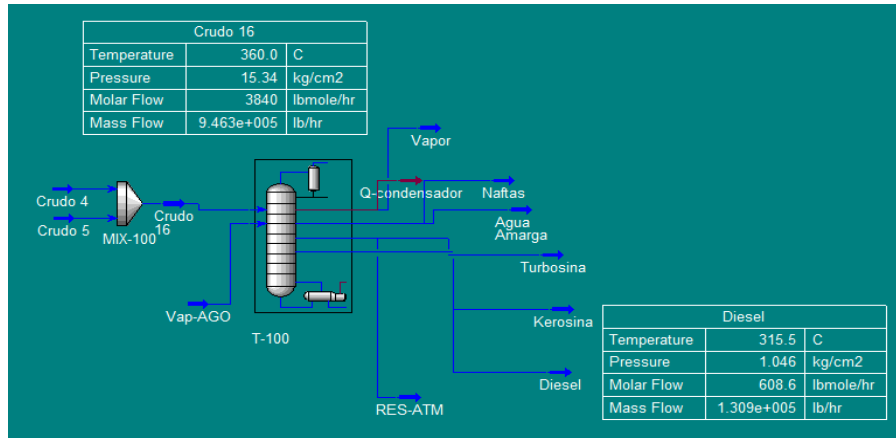 Crudo 16
Temperature 360.0 C
Pressure 15.34 kg/cm2
Molar Flow 3840 lbmole/hr
Mass Flow 9.463e+005 lb/hr
Vapor
Q-condensador
Naftas
Crudo 4
Crudo 5
MIX-100
Crudo
16
Agua
Amarga
Turbosina
Vap-AGO
T-100
Kerosina
Diesel
RES-ATM
Diesel
Temperature 315.5 C
Pressure 1.046 kg/cm2
Molar Flow 608.6 lbmole/hr
Mass Flow 1.309e+005 lb/hr